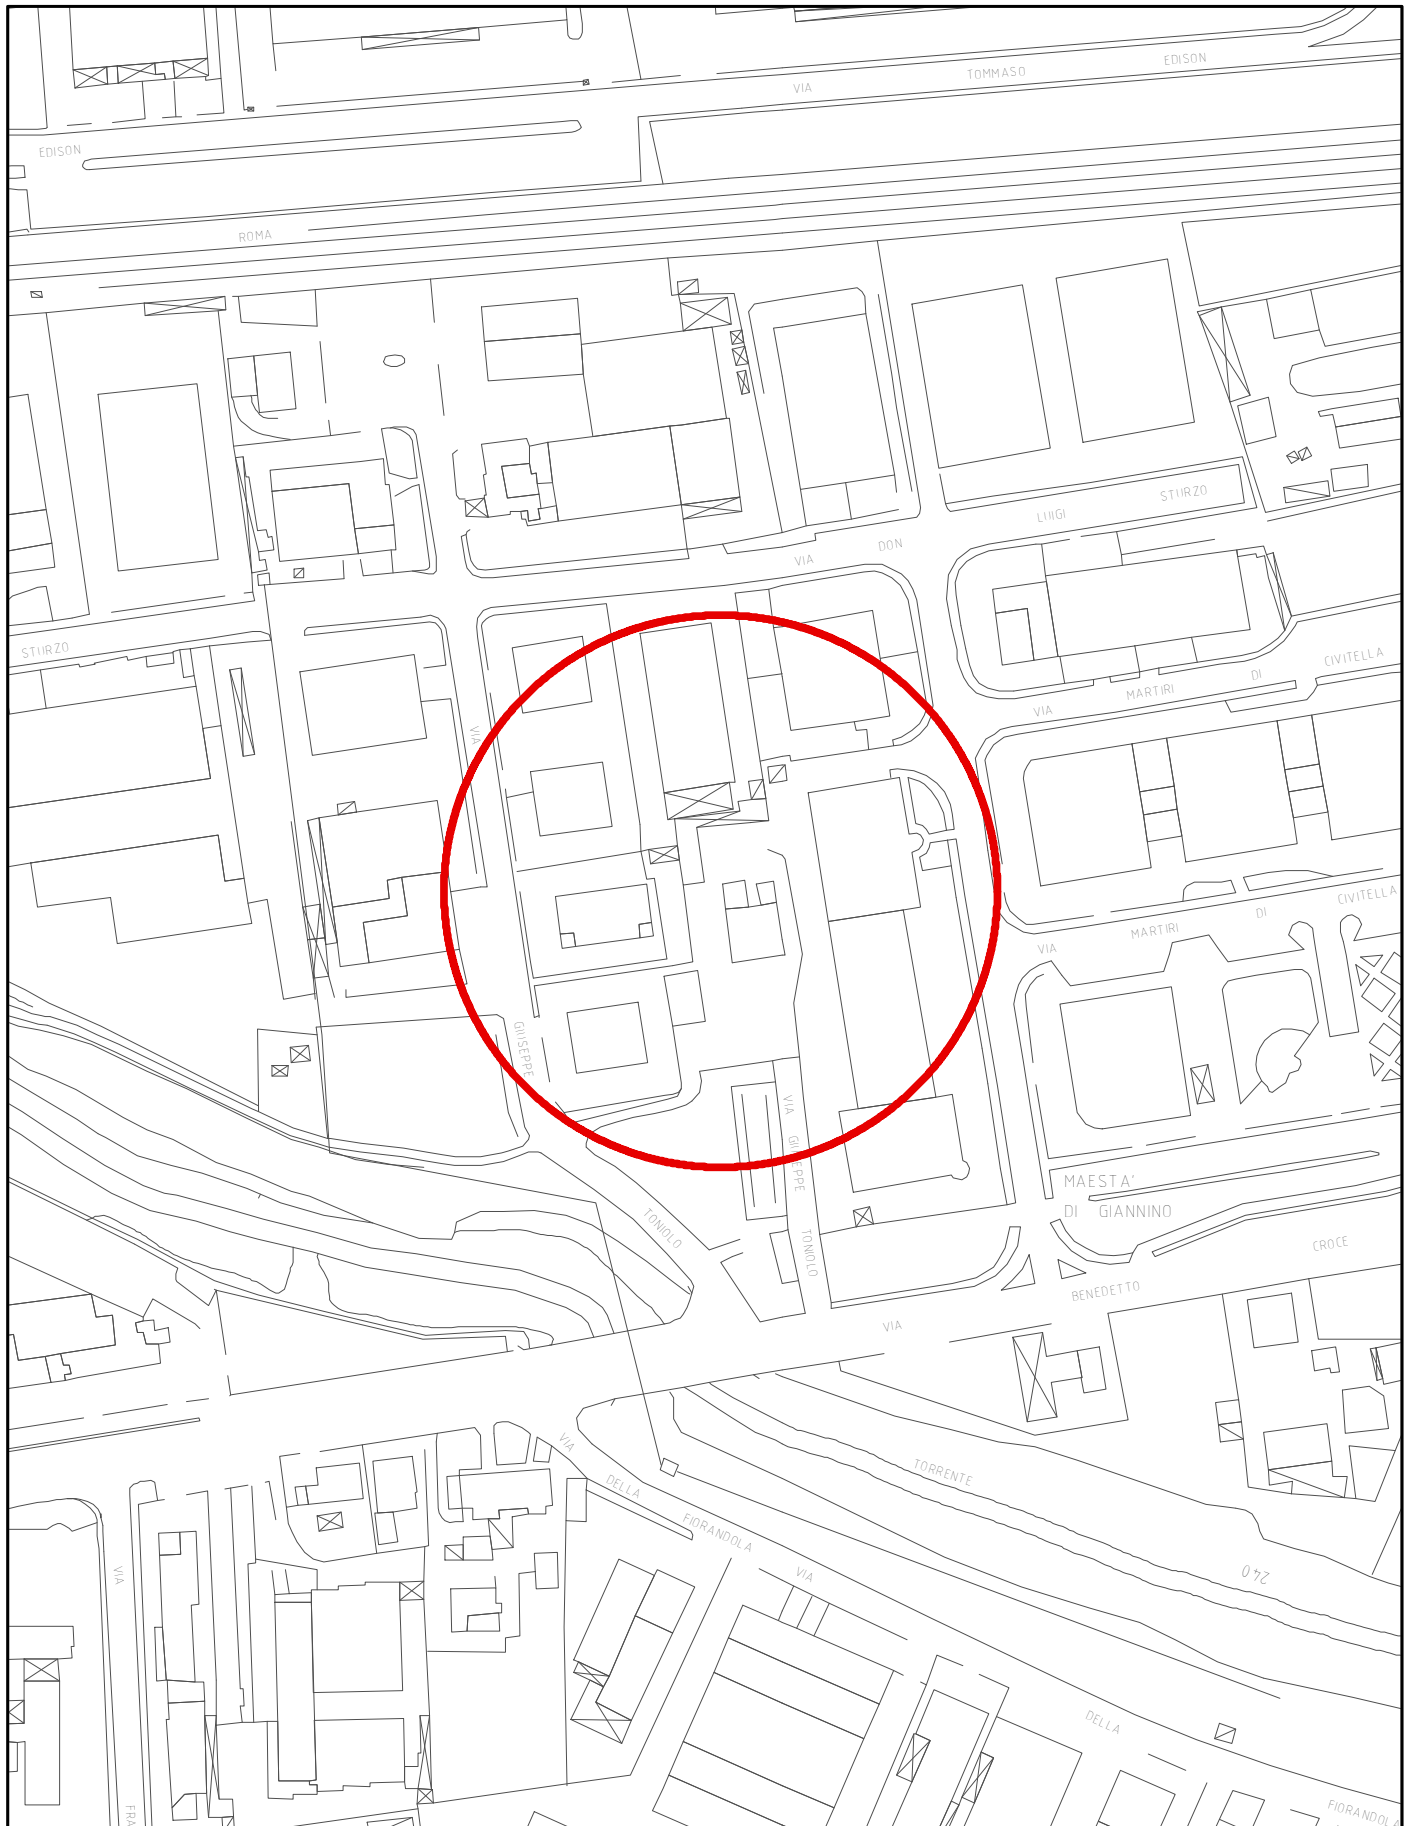 VIA TOMMASO EDISON
EDISON
ROMA
VIA DON LUIGI STURZO
STURZO
VIA MARTIRI DI CIVITELLA
VIA
VIA MARTIRI DI CIVITELLA
GIUSEPPE
VIA GIUSEPPE TONIOLO
TONIOLO
MAESTA'
DI GIANNINO
VIA BENEDETTO CROCE
VIA DELLA FIORANDOLA
TORRENTE
240
VIA DELLA FIORANDOLA
VIA FRA